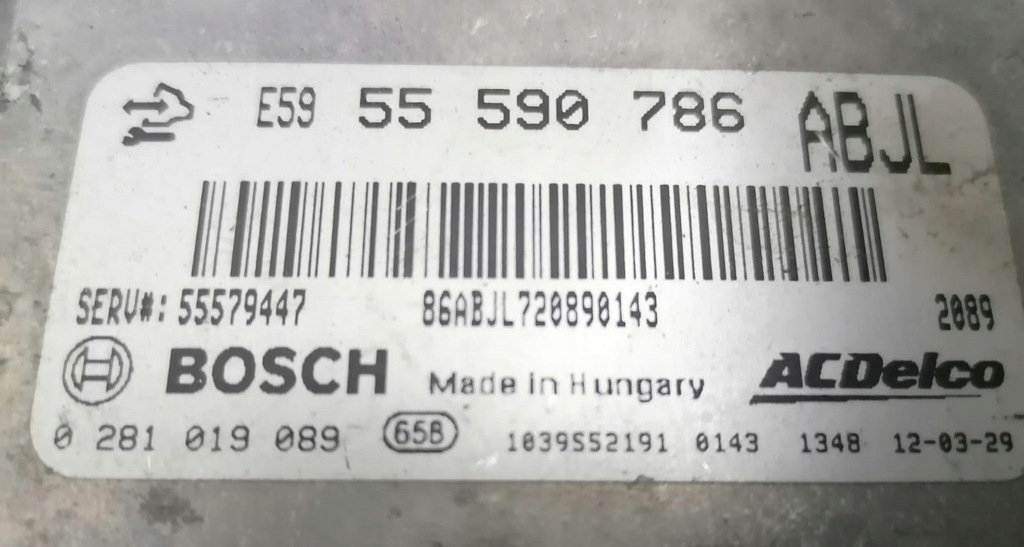 E59 55 590 786 ABJL
SERV#: 55579447 86ABJL720890143 2089
BOSCH Made in Hungary ACDelco
0 281 019 089 65B 1039S52191 0143 1348 12-03-29